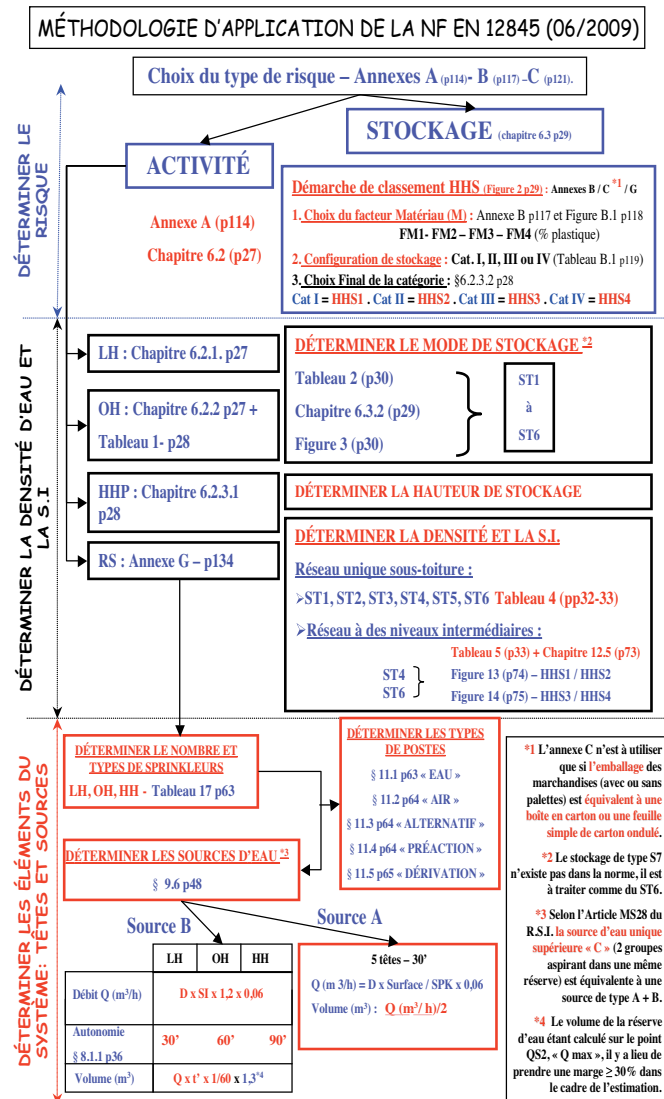 MÉTHODOLOGIE D'APPLICATION DE LA NF EN 12845 (06/2009)
DÉTERMINER LE RISQUE
Choix du type de risque – Annexes A (p114)- B (p117) –C (p121).
ACTIVITÉ
STOCKAGE (chapitre 6.3 p29)
Annexe A (p114)
Chapitre 6.2 (p27)
Démarche de classement HHS (Figure 2 p29) : Annexes B / C *1 / G
1. Choix du facteur Matériau (M) : Annexe B p117 et Figure B.1 p118
FM1- FM2 – FM3 – FM4 (% plastique)
2. Configuration de stockage : Cat. I, II, III ou IV (Tableau B.1 p119)
3. Choix Final de la catégorie : §6.2.3.2 p28
Cat I = HHS1 . Cat II = HHS2 . Cat III = HHS3 . Cat IV = HHS4
DÉTERMINER LA DENSITÉ D'EAU ET
LA S.I
LH : Chapitre 6.2.1. p27
OH : Chapitre 6.2.2 p27 +
Tableau 1- p28
HHP : Chapitre 6.2.3.1
p28
RS : Annexe G – p134
DÉTERMINER LE MODE DE STOCKAGE *2
Tableau 2 (p30)
Chapitre 6.3.2 (p29)
Figure 3 (p30)
ST1
à
ST6
DÉTERMINER LA HAUTEUR DE STOCKAGE
DÉTERMINER LA DENSITÉ ET LA S.I.
Réseau unique sous-toiture :
➢ST1, ST2, ST3, ST4, ST5, ST6 Tableau 4 (pp32-33)
➢Réseau à des niveaux intermédiaires :
Tableau 5 (p33) + Chapitre 12.5 (p73)
ST4
ST6
Figure 13 (p74) – HHS1 / HHS2
Figure 14 (p75) – HHS3 / HHS4
DÉTERMINER LES ÉLÉMENTS DU
SYSTÈME: TÊTES ET SOURCES
DÉTERMINER LE NOMBRE ET
TYPES DE SPRINKLEURS
LH, OH, HH - Tableau 17 p63
DÉTERMINER LES TYPES
DE POSTES
§ 11.1 p63 « EAU »
§ 11.2 p64 « AIR »
§ 11.3 p64 « ALTERNATIF »
§ 11.4 p64 « PRÉACTION »
§ 11.5 p65 « DÉRIVATION »
DÉTERMINER LES SOURCES D'EAU *3
§ 9.6 p48
Source B
Source A
LH OH HH
Débit Q (m³/h) D x SI x 1,2 x 0,06
Autonomie
§ 8.1.1 p36
30' 60' 90'
Volume (m³) Q x t' x 1/60 x 1,3*4
5 têtes – 30'
Q (m 3/h) = D x Surface / SPK x 0,06
Volume (m³) : Q (m³/ h)/2
*1 L'annexe C n'est à utiliser
que si l'emballage des
marchandises (avec ou sans
palettes) est équivalent à une
boîte en carton ou une feuille
simple de carton ondulé.
*2 Le stockage de type S7
n'existe pas dans la norme, il est
à traiter comme du ST6.
*3 Selon l'Article MS28 du
R.S.I. la source d'eau unique
supérieure « C » (2 groupes
aspirant dans une même
réserve) est équivalente à une
source de type A + B.
*4 Le volume de la réserve
d'eau étant calculé sur le point
QS2, « Q max », il y a lieu de
prendre une marge ≥ 30% dans
le cadre de l'estimation.